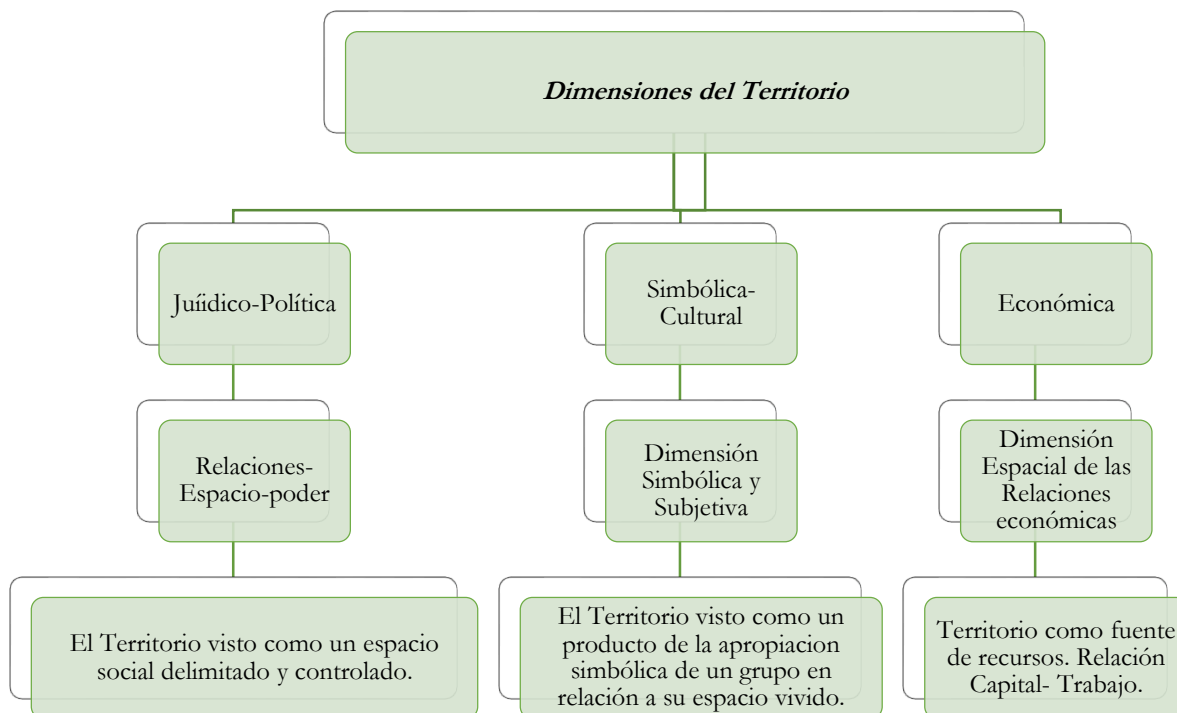 Dimensiones del Territorio
Juíidico-Política
Simbólica-
Cultural
Económica
Relaciones-
Espacio-poder
Dimensión
Simbólica y
Subjetiva
Dimensión
Espacial de las
Relaciones
económicas
El Territorio visto como un espacio
social delimitado y controlado.
El Territorio visto como un
producto de la apropiacion
simbólica de un grupo en
relación a su espacio vivido.
Territorio como fuente
de recursos. Relación
Capital- Trabajo.